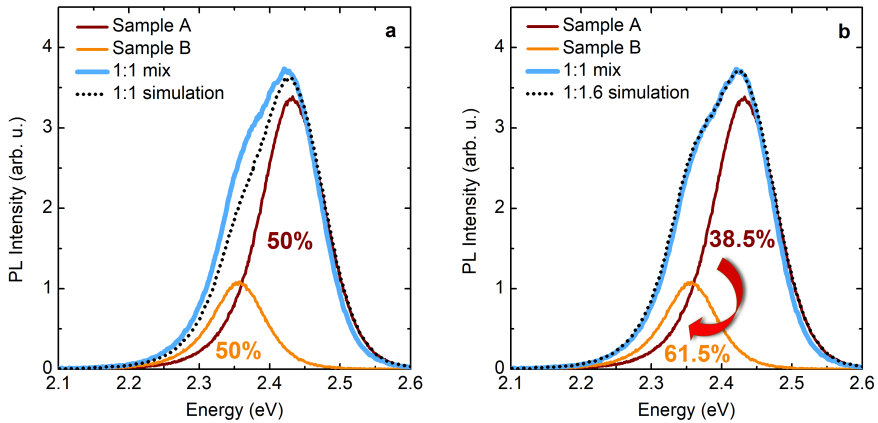 Sample A
Sample B
1:1 mix
1:1 simulation
a
4
3
2
1
0
PL Intensity (arb. u.)
50%
50%
2.1 2.2 2.3 2.4 2.5 2.6
Energy (eV)
Sample A
Sample B
1:1 mix
1:1.6 simulation
b
4
3
2
1
0
PL Intensity (arb. u.)
38.5%
61.5%
2.1 2.2 2.3 2.4 2.5 2.6
Energy (eV)